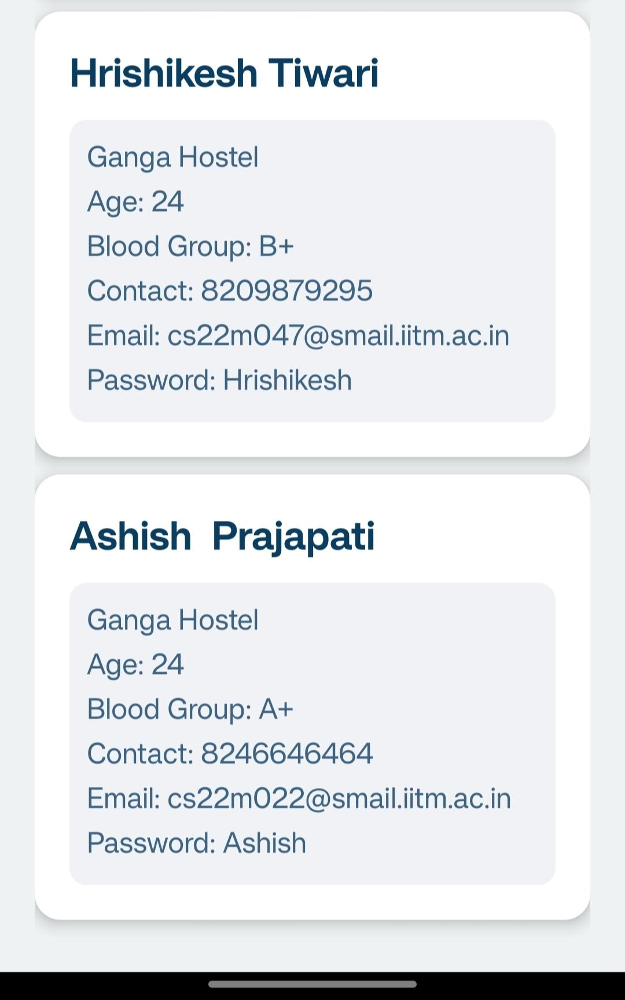 Hrishikesh Tiwari
Ganga Hostel
Age: 24
Blood Group: B+
Contact: 8209879295
Email: cs22m047@smail.iitm.ac.in
Password: Hrishikesh
Ashish  Prajapati
Ganga Hostel
Age: 24
Blood Group: A+
Contact: 8246646464
Email: cs22m022@smail.iitm.ac.in
Password: Ashish